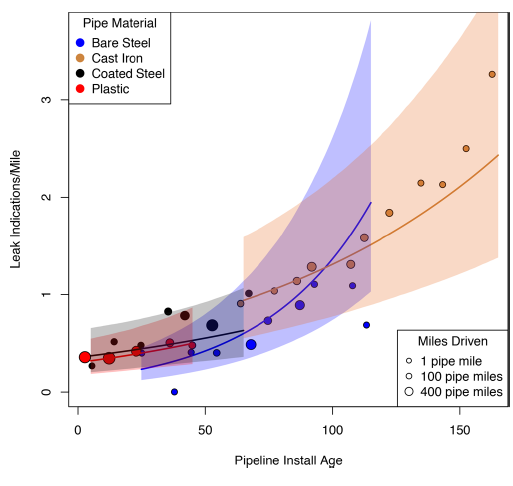 Pipe Material
Bare Steel
Cast Iron
Coated Steel
Plastic
3
2
1
0
Leak Indications/Mile
Miles Driven
1 pipe mile
100 pipe miles
400 pipe miles
0 50 100 150
Pipeline Install Age